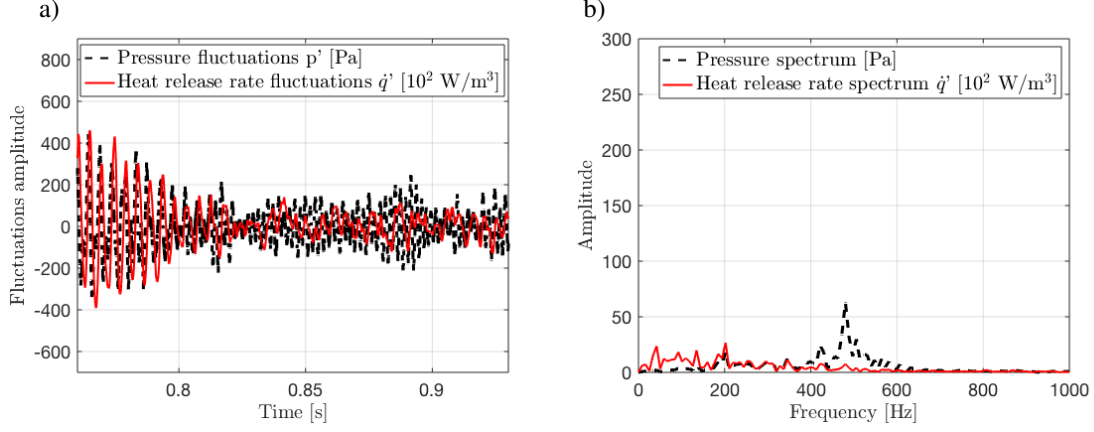 a)
800
600
400
200
0
-200
-400
-600
Fluctuations amplitude
Pressure fluctuations p' [Pa]
Heat release rate fluctuations q̇' [10² W/m³]
0.8
0.85
0.9
Time [s]
b)
300
250
200
150
100
50
0
Amplitude
Pressure spectrum [Pa]
Heat release rate spectrum q̇' [10² W/m³]
0
200
400
600
800
1000
Frequency [Hz]